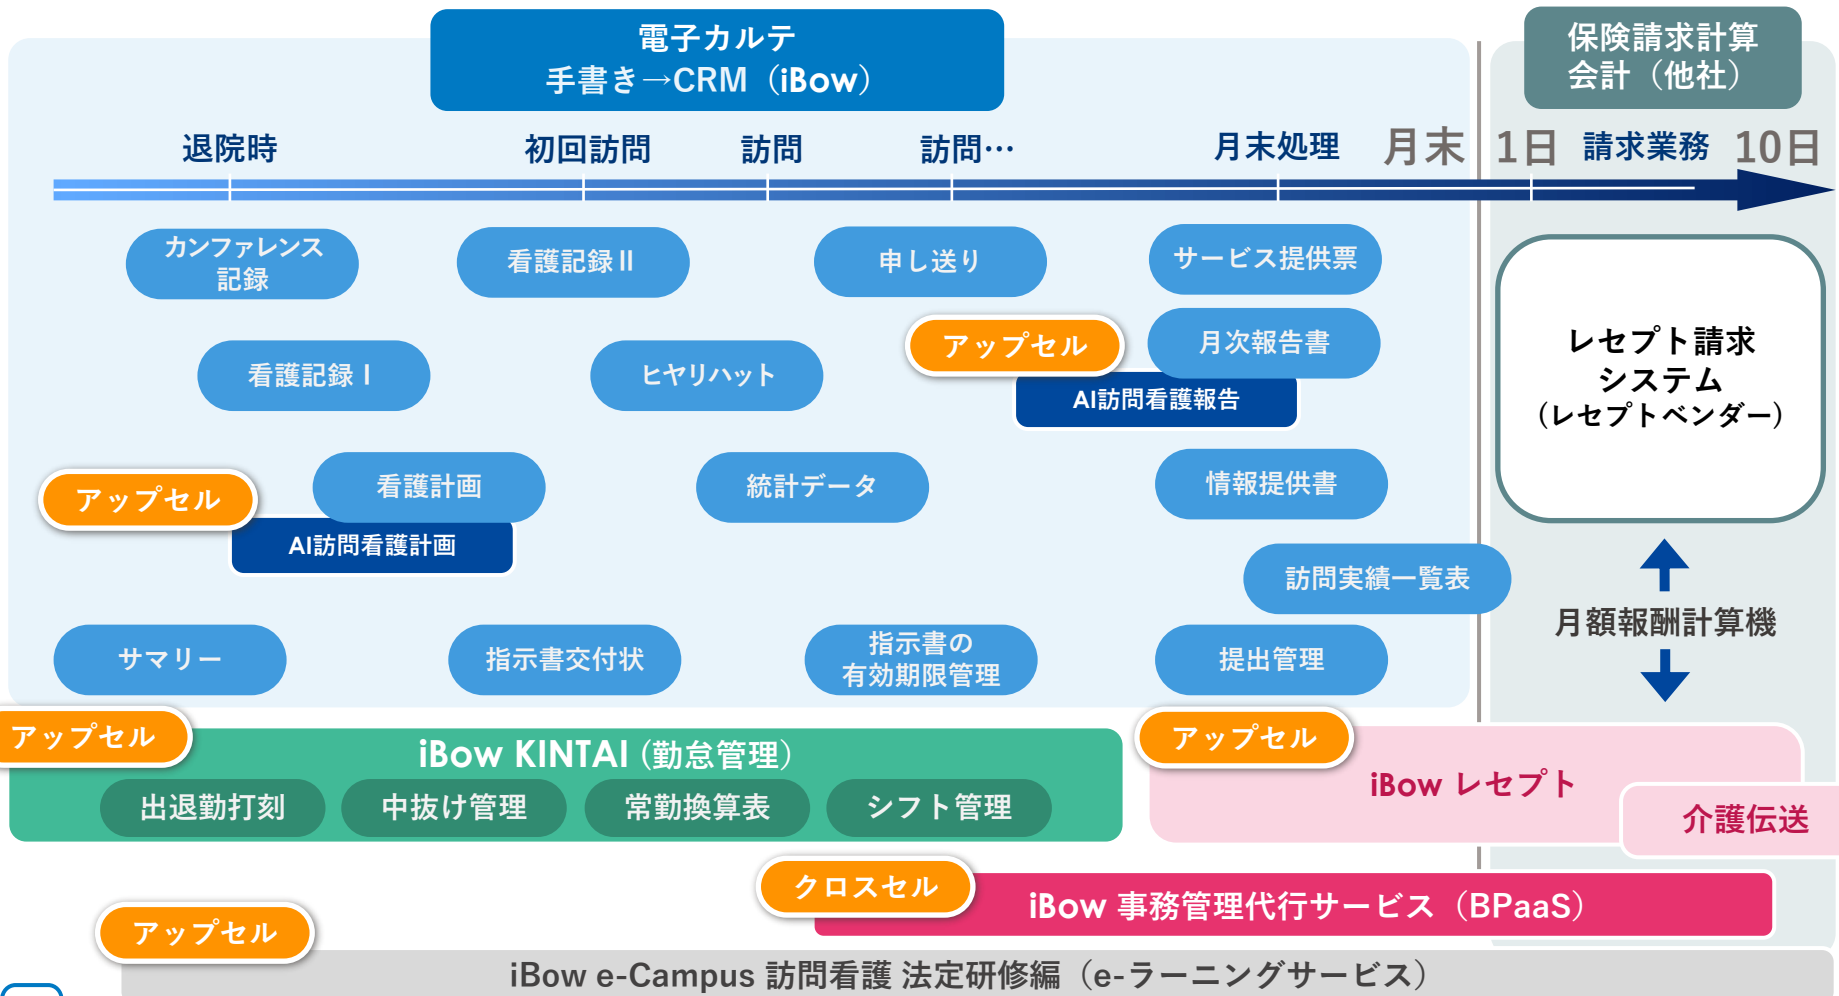 電子カルテ
手書き→CRM（iBow）
保険請求計算
会計（他社）
退院時
初回訪問
訪問
訪問…
月末処理
月末
1日
請求業務
10日
カンファレンス
記録
看護記録Ⅱ
申し送り
サービス提供票
看護記録Ⅰ
ヒヤリハット
アップセル
月次報告書
AI訪問看護報告
レセプト請求
システム
（レセプトベンダー）
アップセル
看護計画
AI訪問看護計画
統計データ
情報提供書
訪問実績一覧表
月額報酬計算機
サマリー
指示書交付状
指示書の
有効期限管理
提出管理
アップセル
iBow KINTAI（勤怠管理）
出退勤打刻
中抜け管理
常勤換算表
シフト管理
アップセル
iBow レセプト
介護伝送
クロスセル
iBow 事務管理代行サービス（BPaaS）
アップセル
iBow e-Campus 訪問看護 法定研修編（e-ラーニングサービス）